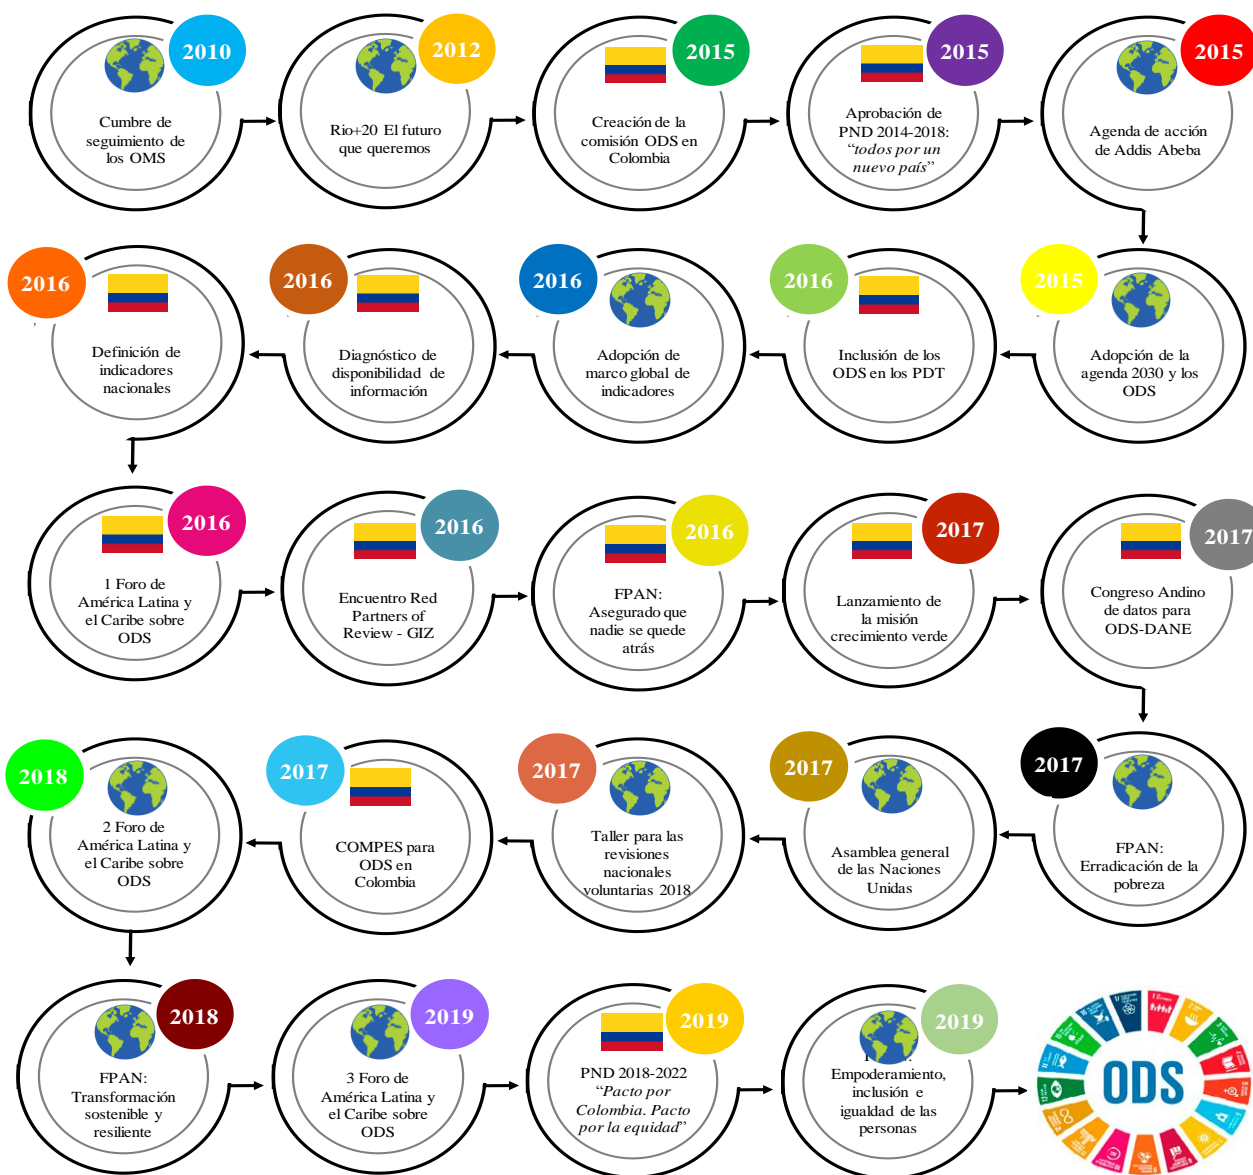 2010
Cumbre de
seguimiento de
los OMS
2012
Rio+20 El futuro
que queremos
2015
Creación de la
comisión ODS en
Colombia
2015
Aprobación de
PND 2014-2018:
“todos por un
nuevo país”
2015
Agenda de acción
de Addis Abeba
2015
Adopción de la
agenda 2030 y los
ODS
2016
Inclusión de los
ODS en los PDT
2016
Adopción de
marco global de
indicadores
2016
Diagnóstico de
disponibilidad de
información
2016
Definición de
indicadores
nacionales
2016
1 Foro de
América Latina y
el Caribe sobre
ODS
2016
Encuentro Red
Partners of
Review - GIZ
2016
FPAN:
Asegurado que
nadie se quede
atrás
2017
Lanzamiento de
la misión
crecimiento verde
2017
Congreso Andino
de datos para
ODS-DANE
2017
FPAN:
Erradicación de la
pobreza
2017
Asamblea general
de las Naciones
Unidas
2017
Taller para las
revisiones
nacionales
voluntarias 2018
2017
COMPES para
ODS en
Colombia
2018
2 Foro de
América Latina y
el Caribe sobre
ODS
2018
FPAN:
Transformación
sostenible y
resiliente
2019
3 Foro de
América Latina y
el Caribe sobre
ODS
2019
PND 2018-2022
“Pacto por
Colombia. Pacto
por la equidad”
2019
Empoderamiento,
inclusión e
igualdad de las
personas
ODS